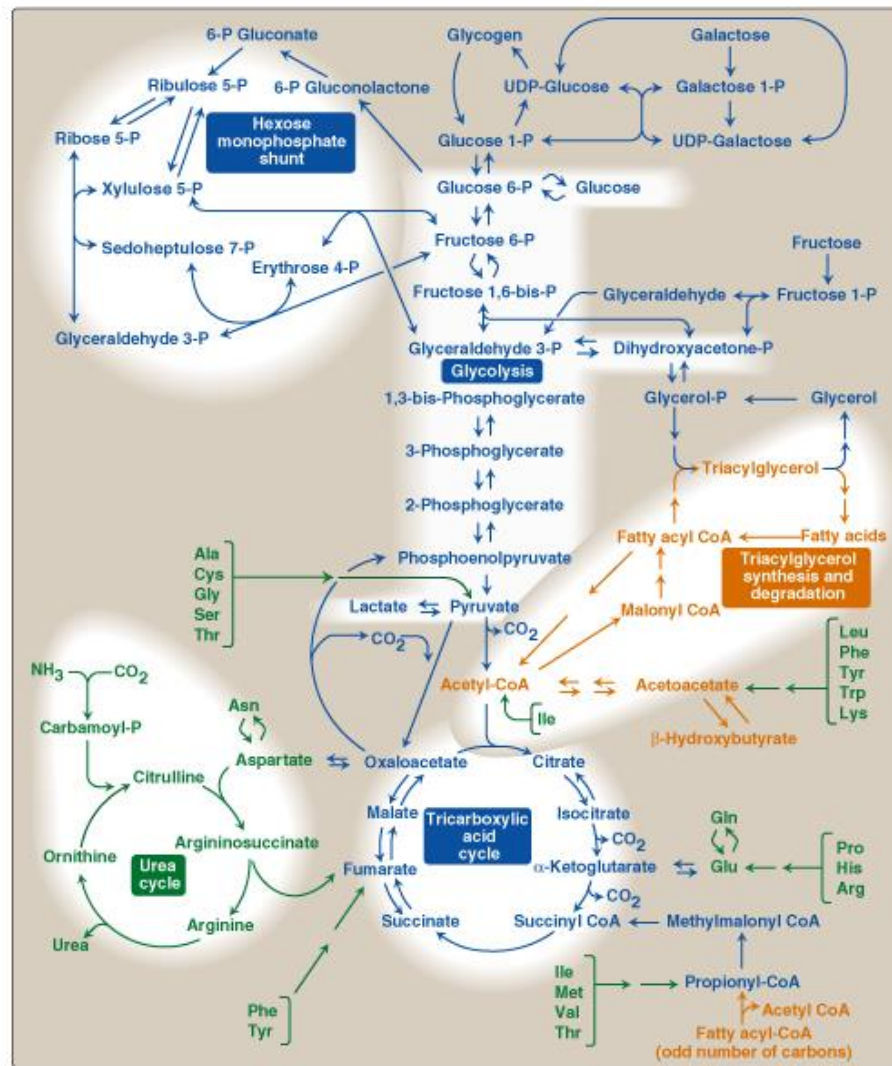 6-P Gluconate
Glycogen
Galactose
Ribulose 5-P
6-P Gluconolactone
UDP-Glucose
Galactose 1-P
Hexose
monophosphate
shunt
Ribose 5-P
Glucose 1-P
UDP-Galactose
Xylulose 5-P
Glucose 6-P
Glucose
Fructose 6-P
Sedoheptulose 7-P
Erythrose 4-P
Fructose
Fructose 1,6-bis-P
Glyceraldehyde
Fructose 1-P
Glyceraldehyde 3-P
Glyceraldehyde 3-P
Dihydroxyacetone-P
Glycolysis
1,3-bis-Phosphoglycerate
Glycerol-P
Glycerol
3-Phosphoglycerate
Triacylglycerol
2-Phosphoglycerate
Fatty acyl CoA
Fatty acids
Phosphoenolpyruvate
Triacylglycerol
synthesis and
degradation
Ala
Cys
Gly
Ser
Thr
Lactate
Pyruvate
Malonyl CoA
CO2
CO2
Leu
Phe
Tyr
Trp
Lys
NH3
CO2
Acetyl-CoA
Acetoacetate
Ile
Asn
Carbamoyl-P
β-Hydroxybutyrate
Aspartate
Oxaloacetate
Citrate
Citrulline
Malate
Tricarboxylic
acid
cycle
Isocitrate
CO2
Gln
Argininosuccinate
Ornithine
Urea
cycle
Fumarate
α-Ketoglutarate
Glu
Pro
His
Arg
CO2
Arginine
Succinate
Succinyl CoA
Methylmalonyl CoA
Urea
Ile
Met
Val
Thr
Propionyl-CoA
Phe
Tyr
Acetyl CoA
Fatty acyl-CoA
(odd number of carbons)